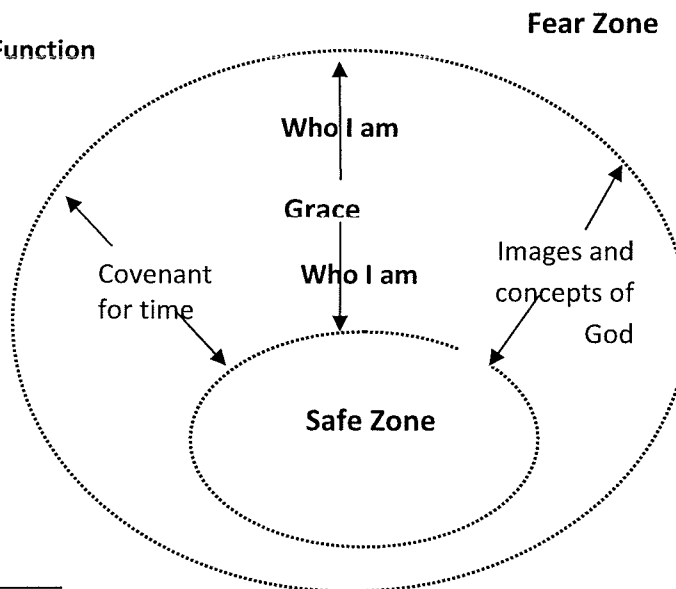 Fear Zone
Function
Who I am
Grace
Who I am
Covenant
for time
Images and
concepts of
God
Safe Zone